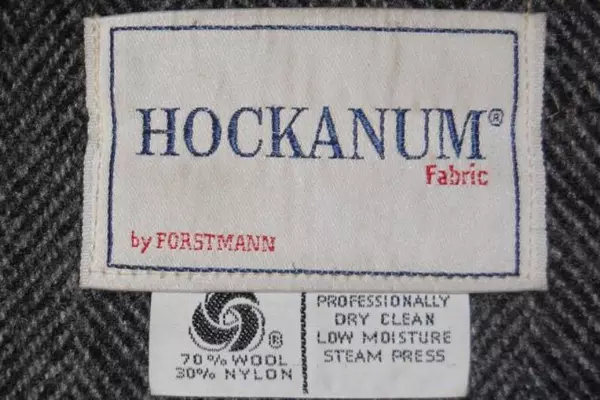 HOCKANUM®
Fabric
by FORSTMANN
®
70% WOOL
30% NYLON
PROFESSIONALLY
DRY CLEAN
LOW MOISTURE
STEAM PRESS